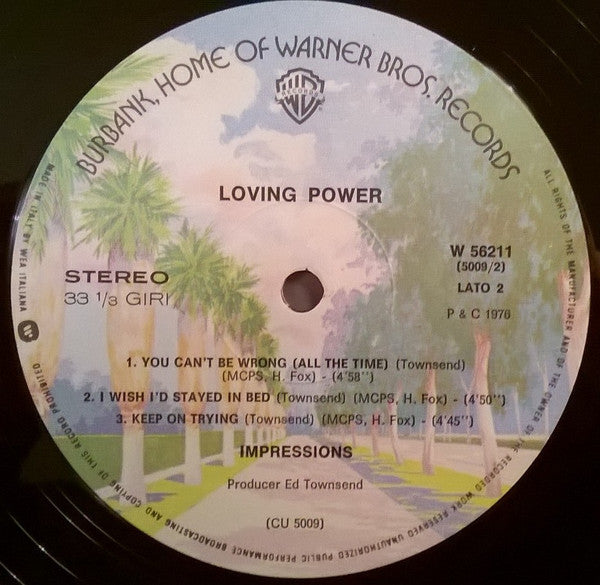 BURBANK, HOME OF WARNER BROS. RECORDS
WB
RECORDS
LOVING POWER
STEREO
33 1/3 GIRI
W 56211
(5009/2)
LATO 2
P & C 1976
1. YOU CAN'T BE WRONG (ALL THE TIME) (Townsend)
(MCPS, H. Fox) - (4'58'')
2. I WISH I'D STAYED IN BED (Townsend) (MCPS, H. Fox) - (4'50'')
3. KEEP ON TRYING (Townsend) (MCPS, H. Fox) - (4'45'')
IMPRESSIONS
Producer Ed Townsend
(CU 5009)
MADE IN ITALY BY WEA ITALIANA
ALL RIGHTS OF THE MANUFACTURER AND OF THE OWNER OF THE RECORDED WORK RESERVED UNAUTHORIZED PUBLIC PERFORMANCE BROADCASTING AND COPYING OF THIS RECORD PROHIBITED